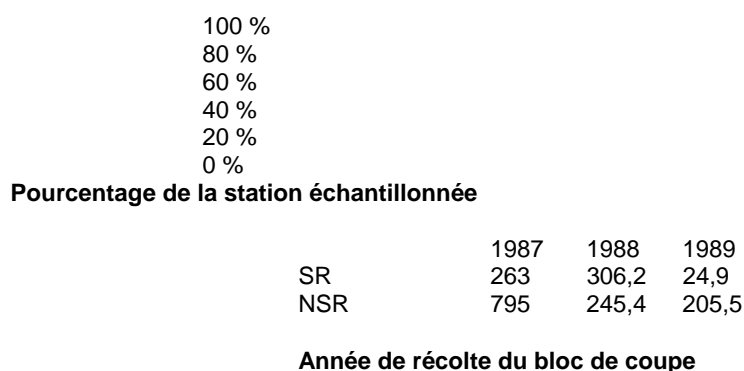 100 %
80 %
60 %
40 %
20 %
0 %
Pourcentage de la station échantillonnée
1987 1988 1989
SR 263 306,2 24,9
NSR 795 245,4 205,5
Année de récolte du bloc de coupe